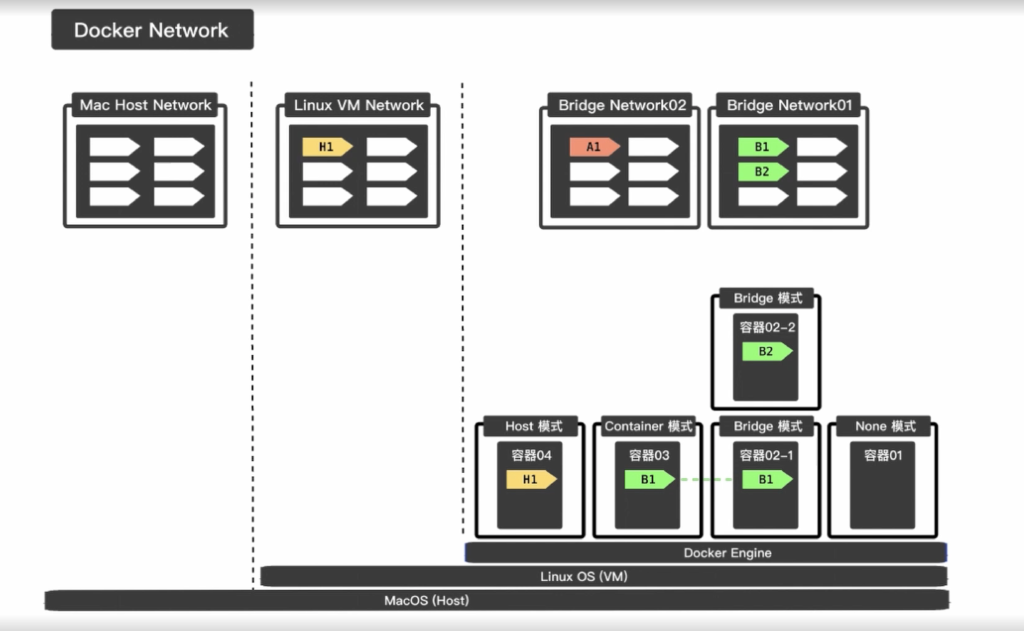 Docker Network
Mac Host Network
Linux VM Network
Bridge Network02
Bridge Network01
H1
A1
B1
B2
Bridge 模式
容器02-2
B2
Host 模式
Container 模式
Bridge 模式
None 模式
容器04
容器03
容器02-1
容器01
H1
B1
B1
Docker Engine
Linux OS (VM)
MacOS (Host)